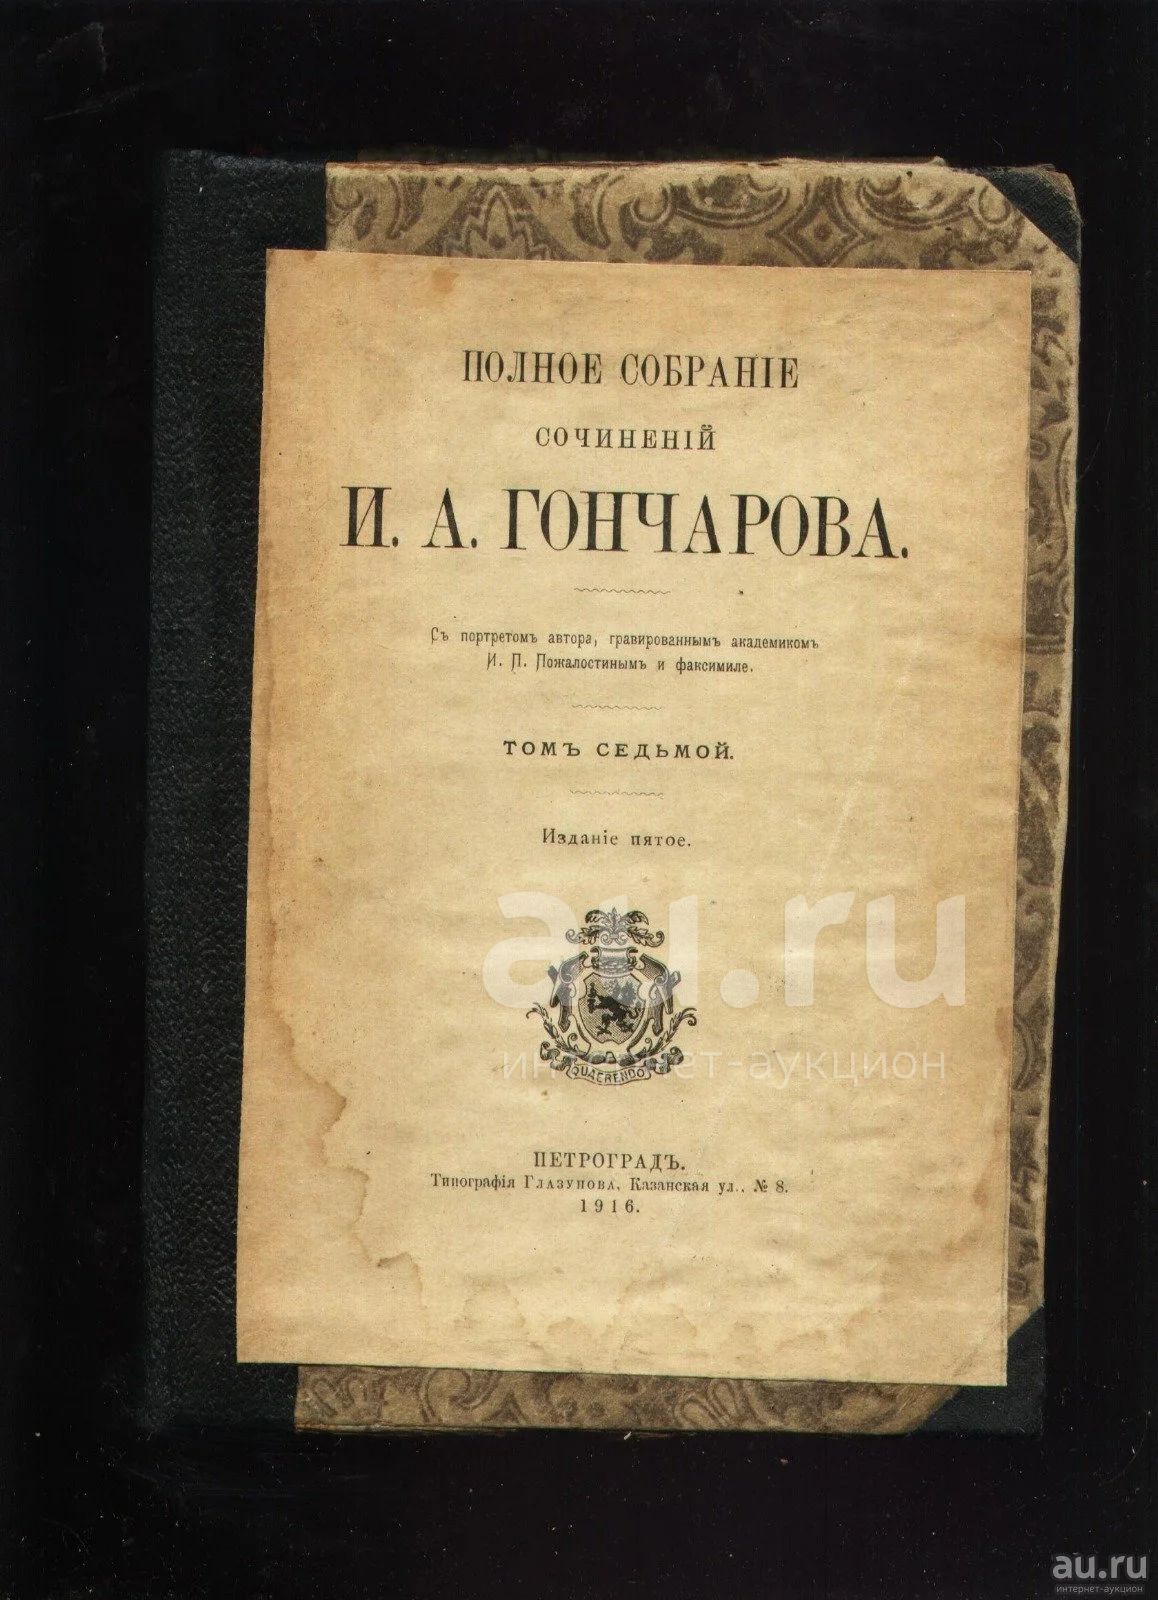 ПОЛНОЕ СОБРАНІЕ
СОЧИНЕНІЙ
И. А. ГОНЧАРОВА.
Съ портретомъ автора, гравированнымъ академикомъ
И. П. Пожалостинымъ и факсимиле.
ТОМЪ СЕДЬМОЙ.
Изданіе пятое.
au.ru
интернет-аукцион
QUAERENDO
ПЕТРОГРАДЪ.
Типографія Глазунова, Казанская ул., № 8.
1916.
au.ru
интернет-аукцион